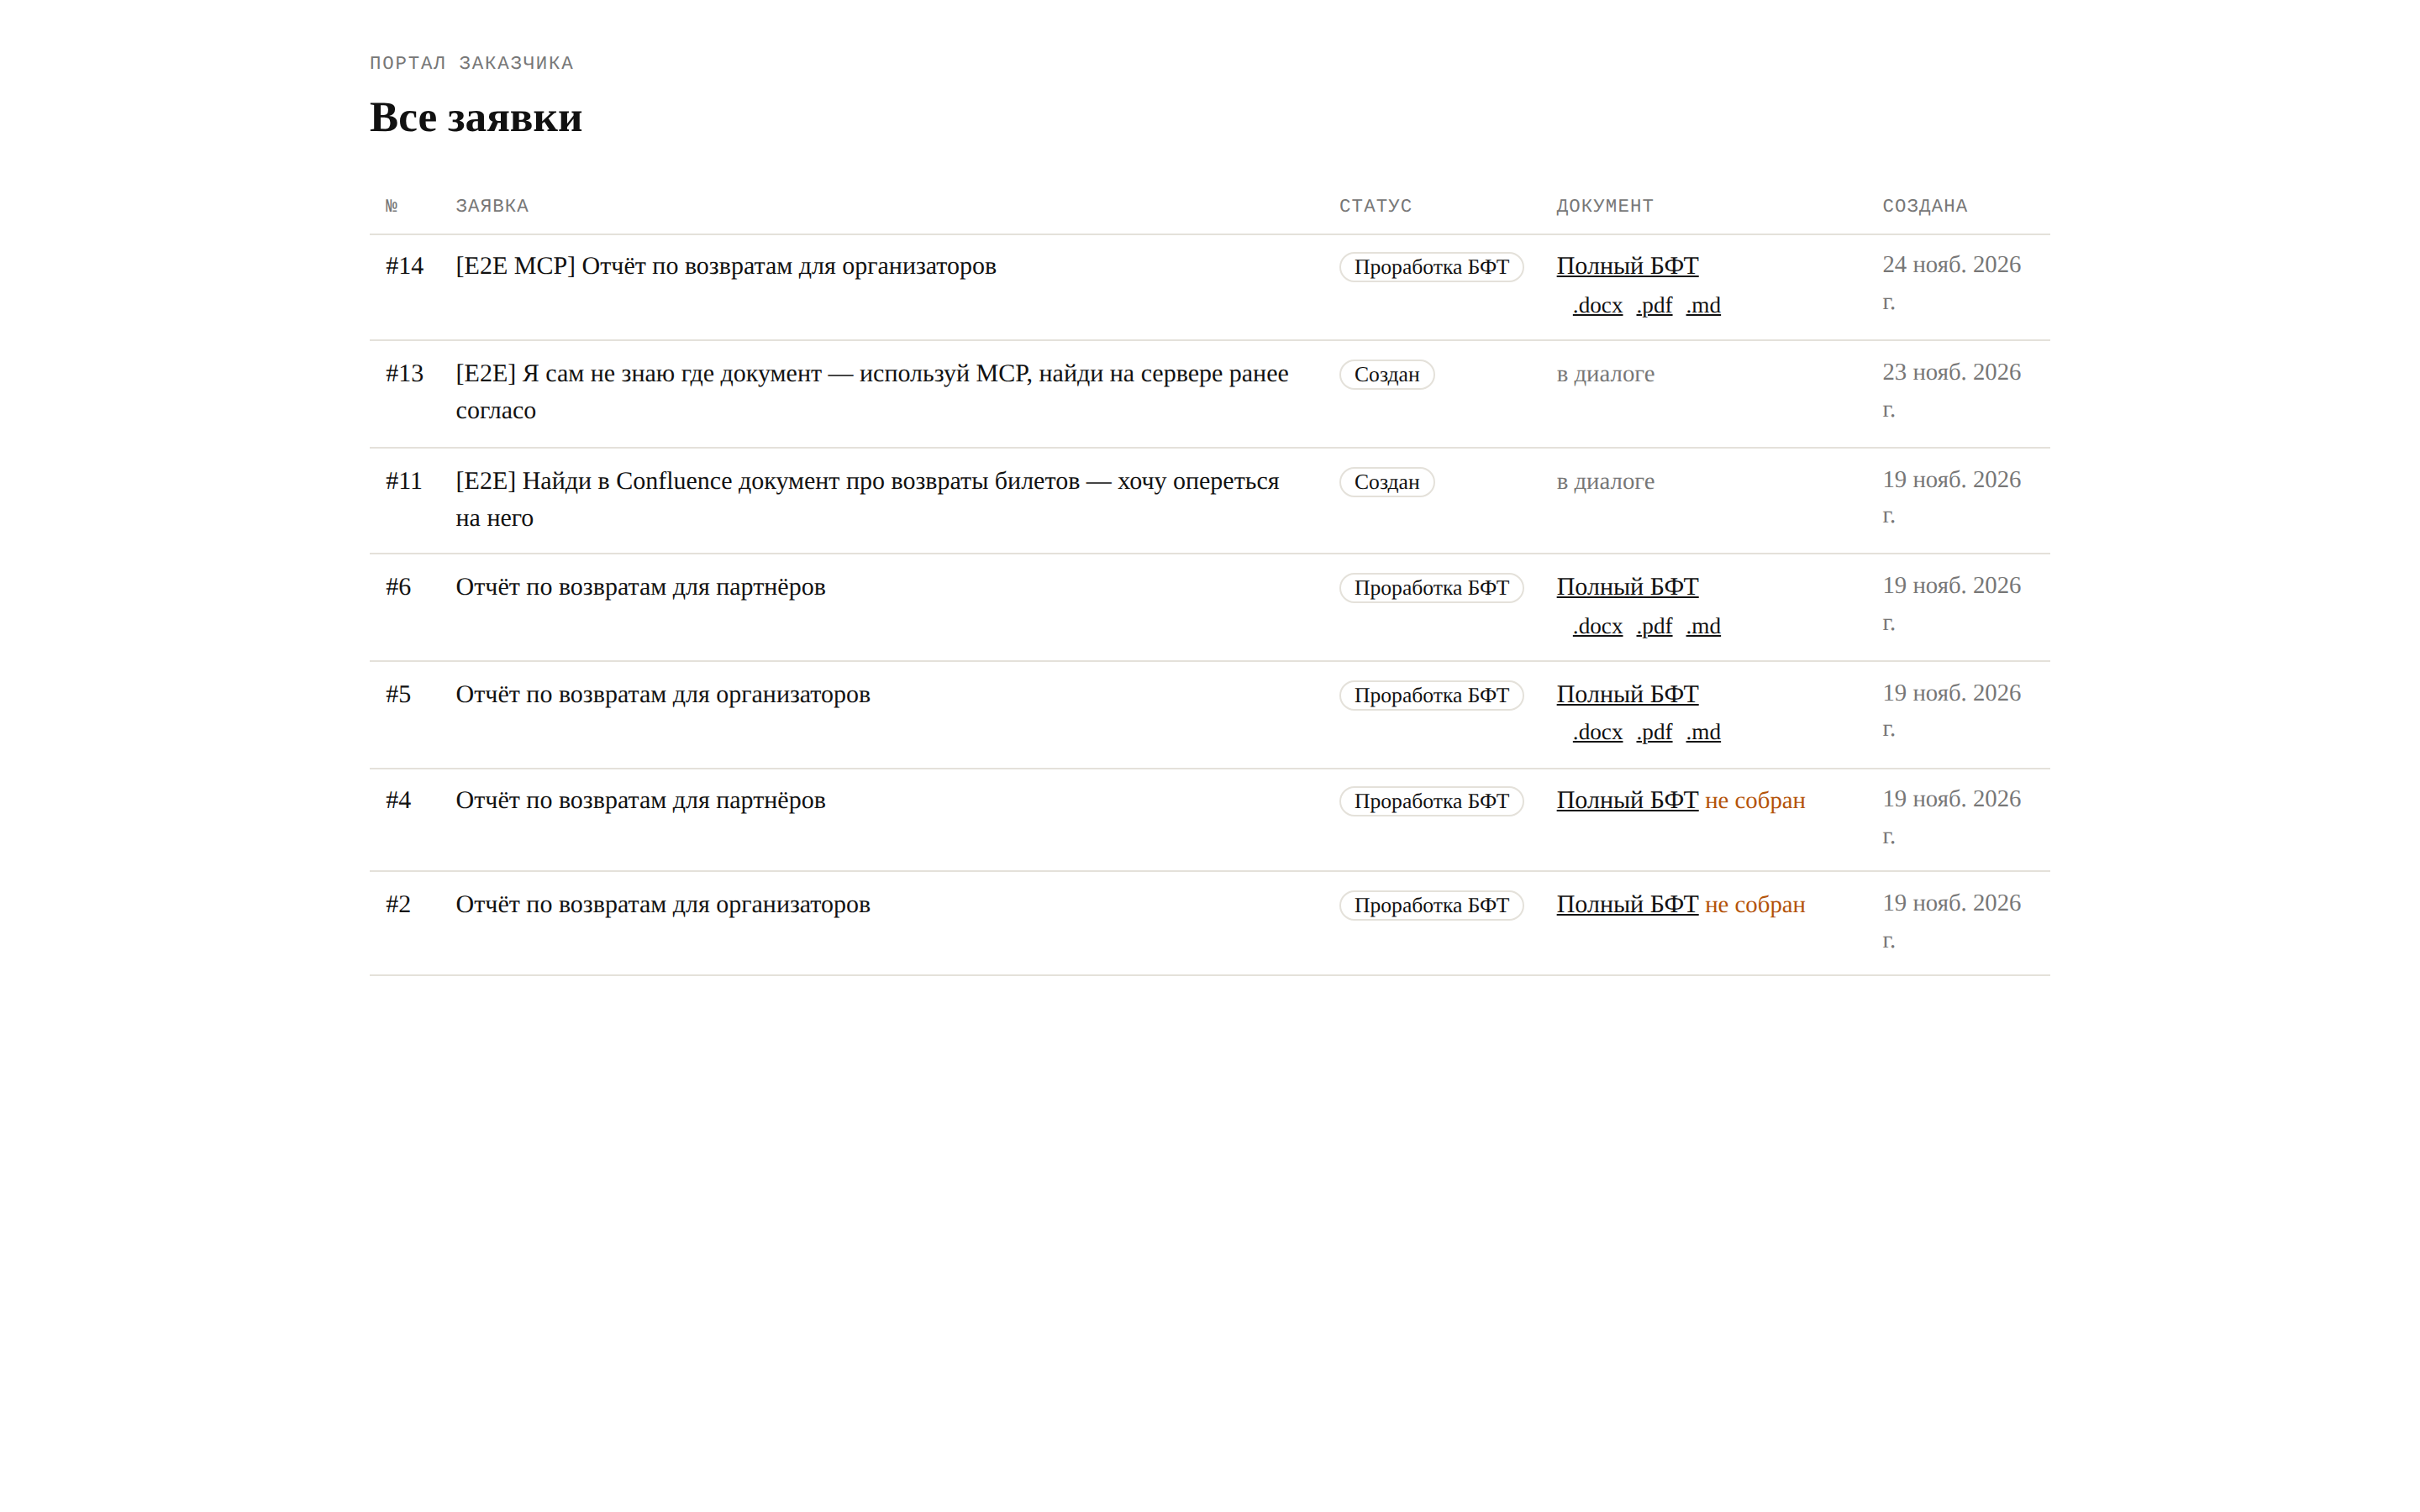 ПОРТАЛ ЗАКАЗЧИКА
Все заявки
№ ЗАЯВКА СТАТУС ДОКУМЕНТ СОЗДАНА
#14 [E2E MCP] Отчёт по возвратам для организаторов Проработка БФТ Полный БФТ 24 нояб. 2026
.docx .pdf .md г.
#13 [E2E] Я сам не знаю где документ — используй MCP, найди на сервере ранее Создан в диалоге 23 нояб. 2026
согласо г.
#11 [E2E] Найди в Confluence документ про возвраты билетов — хочу опереться Создан в диалоге 19 нояб. 2026
на него г.
#6 Отчёт по возвратам для партнёров Проработка БФТ Полный БФТ 19 нояб. 2026
.docx .pdf .md г.
#5 Отчёт по возвратам для организаторов Проработка БФТ Полный БФТ 19 нояб. 2026
.docx .pdf .md г.
#4 Отчёт по возвратам для партнёров Проработка БФТ Полный БФТ не собран 19 нояб. 2026
г.
#2 Отчёт по возвратам для организаторов Проработка БФТ Полный БФТ не собран 19 нояб. 2026
г.